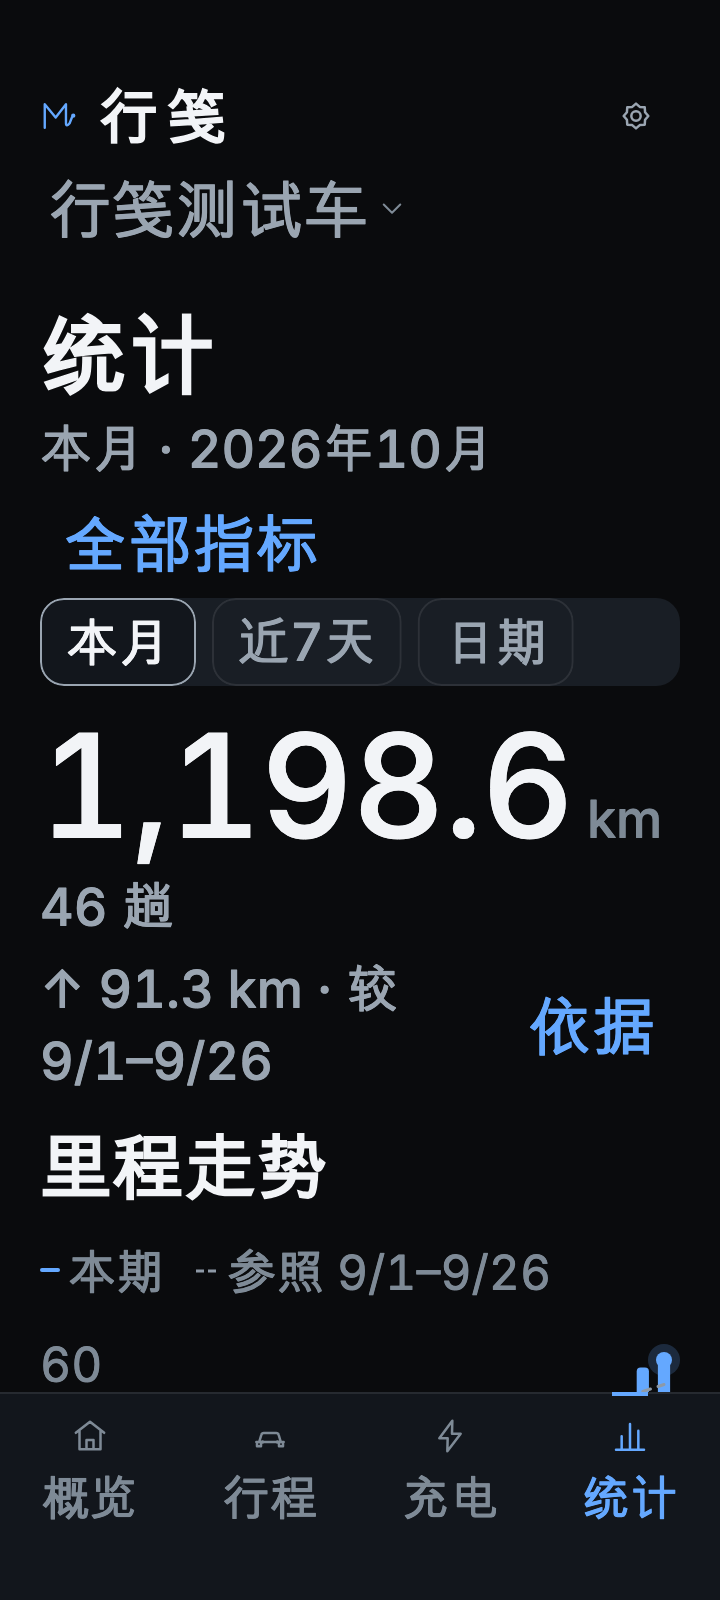 行笺
行笺测试车
统计
本月 · 2026年10月
全部指标
本月 近7天 日期
1,198.6 km
46 趟
↑ 91.3 km · 较
9/1–9/26
依据
里程走势
本期 参照 9/1–9/26
60
概览 行程 充电 统计